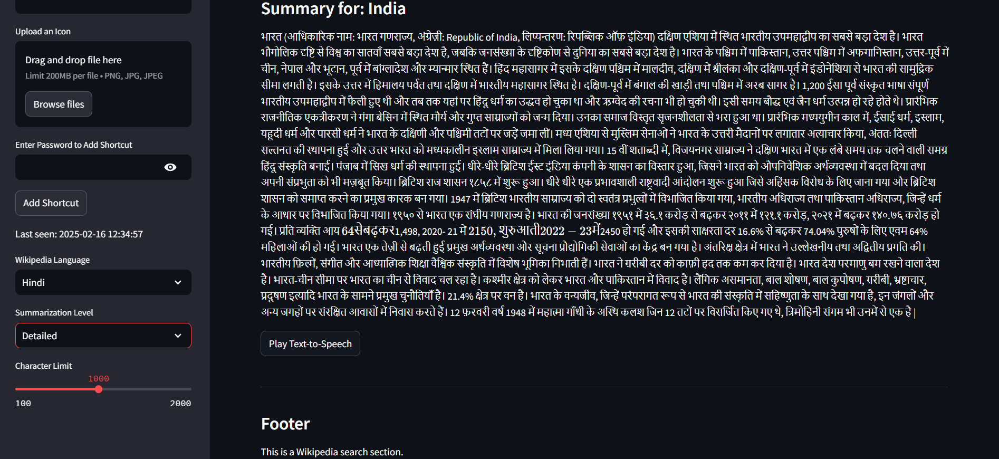 Upload an Icon
Drag and drop file here
Limit 200MB per file • PNG, JPG, JPEG
Browse files
Enter Password to Add Shortcut
Add Shortcut
Last seen: 2025-02-16 12:34:57
Wikipedia Language
Hindi
Summarization Level
Detailed
Character Limit
1000
100 2000
Summary for: India
भारत (आधिकारिक नाम: भारत गणराज्य, अंग्रेज़ी: Republic of India, लिप्यन्तरण: रिपब्लिक ऑफ़ इंडिया) दक्षिण एशिया में स्थित भारतीय उपमहाद्वीप का सबसे बड़ा देश है। भारत
भौगोलिक दृष्टि से विश्व का सातवाँ सबसे बड़ा देश है, जबकि जनसंख्या के दृष्टिकोण से दुनिया का सबसे बड़ा देश है। भारत के पश्चिम में पाकिस्तान, उत्तर पश्चिम में अफगानिस्तान, उत्तर-पूर्व में
चीन, नेपाल और भूटान, पूर्व में बांग्लादेश और म्यान्मार स्थित हैं। हिंद महासागर में इसके दक्षिण पश्चिम में मालदीव, दक्षिण में श्रीलंका और दक्षिण-पूर्व में इंडोनेशिया से भारत की सामुद्रिक
सीमा लगती है। इसके उत्तर में हिमालय पर्वत तथा दक्षिण में भारतीय महासागर स्थित है। दक्षिण-पूर्व में बंगाल की खाड़ी तथा पश्चिम में अरब सागर है। 1,200 ईसा पूर्व संस्कृत भाषा संपूर्ण
भारतीय उपमहाद्वीप में फैली हुए थी और तब तक यहां पर हिंदू धर्म का उद्धव हो चुका था और ऋग्वेद की रचना भी हो चुकी थी। इसी समय बौद्ध एवं जैन धर्म उत्पन्न हो रहे होते थे। प्रारंभिक
राजनीतिक एकत्रीकरण ने गंगा बेसिन में स्थित मौर्य और गुप्त साम्राज्यों को जन्म दिया। उनका समाज विस्तृत सृजनशीलता से भरा हुआ था। प्रारंभिक मध्ययुगीन काल में, ईसाई धर्म, इस्लाम,
यहूदी धर्म और पारसी धर्म ने भारत के दक्षिणी और पश्चिमी तटों पर जड़ें जमा लीं। मध्य एशिया से मुस्लिम सेनाओं ने भारत के उत्तरी मैदानों पर लगातार अत्याचार किया, अंततः दिल्ली
सल्तनत की स्थापना हुई और उत्तर भारत को मध्यकालीन इस्लाम साम्राज्य में मिला लिया गया। 15 वीं शताब्दी में, विजयनगर साम्राज्य ने दक्षिण भारत में एक लंबे समय तक चलने वाली समग्र
हिंदू संस्कृति बनाई। पंजाब में सिख धर्म की स्थापना हुई। धीरे-धीरे ब्रिटिश ईस्ट इंडिया कंपनी के शासन का विस्तार हुआ, जिसने भारत को औपनिवेशिक अर्थव्यवस्था में बदल दिया तथा
अपनी संप्रभुता को भी मज़बूत किया। ब्रिटिश राज शासन १८५८ में शुरू हुआ। धीरे धीरे एक प्रभावशाली राष्ट्रवादी आंदोलन शुरू हुआ जिसे अहिंसक विरोध के लिए जाना गया और ब्रिटिश
शासन को समाप्त करने का प्रमुख कारक बन गया। 1947 में ब्रिटिश भारतीय साम्राज्य को दो स्वतंत्र प्रभुत्वों में विभाजित किया गया, भारतीय अधिराज्य तथा पाकिस्तान अधिराज्य, जिन्हें धर्म
के आधार पर विभाजित किया गया। १९५० से भारत एक संघीय गणराज्य है। भारत की जनसंख्या १९५१ में ३६.१ करोड़ से बढ़कर २०११ में १२१.१ करोड़, २०२१ में बढ़कर १४०.७६ करोड़ हो
गई। प्रति व्यक्ति आय 64सेबढ़कर1,498, 2020- 21 में 2150, शुरुआती2022 − 23में2450 हो गई और इसकी साक्षरता दर 16.6% से बढ़कर 74.04% पुरुषों के लिए एवम 64%
महिलाओं की हो गई। भारत एक तेज़ी से बढ़ती हुई प्रमुख अर्थव्यवस्था और सूचना प्रौद्योगिकी सेवाओं का केंद्र बन गया है। अंतरिक्ष क्षेत्र में भारत ने उल्लेखनीय तथा अद्वितीय प्रगति की।
भारतीय फ़िल्में, संगीत और आध्यात्मिक शिक्षा वैश्विक संस्कृति में विशेष भूमिका निभाती हैं। भारत ने ग़रीबी दर को काफ़ी हद तक कम कर दिया है। भारत देश परमाणु बम रखने वाला देश
है। भारत-चीन सीमा पर भारत का चीन से विवाद चल रहा है। कश्मीर क्षेत्र को लेकर भारत और पाकिस्तान में विवाद है। लैंगिक असमानता, बाल शोषण, बाल कुपोषण, ग़रीबी, भ्रष्टाचार,
प्रदूषण इत्यादि भारत के सामने प्रमुख चुनौतियाँ है। 21.4% क्षेत्र पर वन है। भारत के वन्यजीव, जिन्हें परंपरागत रूप से भारत की संस्कृति में सहिष्णुता के साथ देखा गया है, इन जंगलों और
अन्य जगहों पर संरक्षित आवासों में निवास करते हैं। 12 फ़रवरी वर्ष 1948 में महात्मा गाँधी के अस्थि कलश जिन 12 तटों पर विसर्जित किए गए थे, त्रिमोहिनी संगम भी उनमें से एक है |
Play Text-to-Speech
Footer
This is a Wikipedia search section.